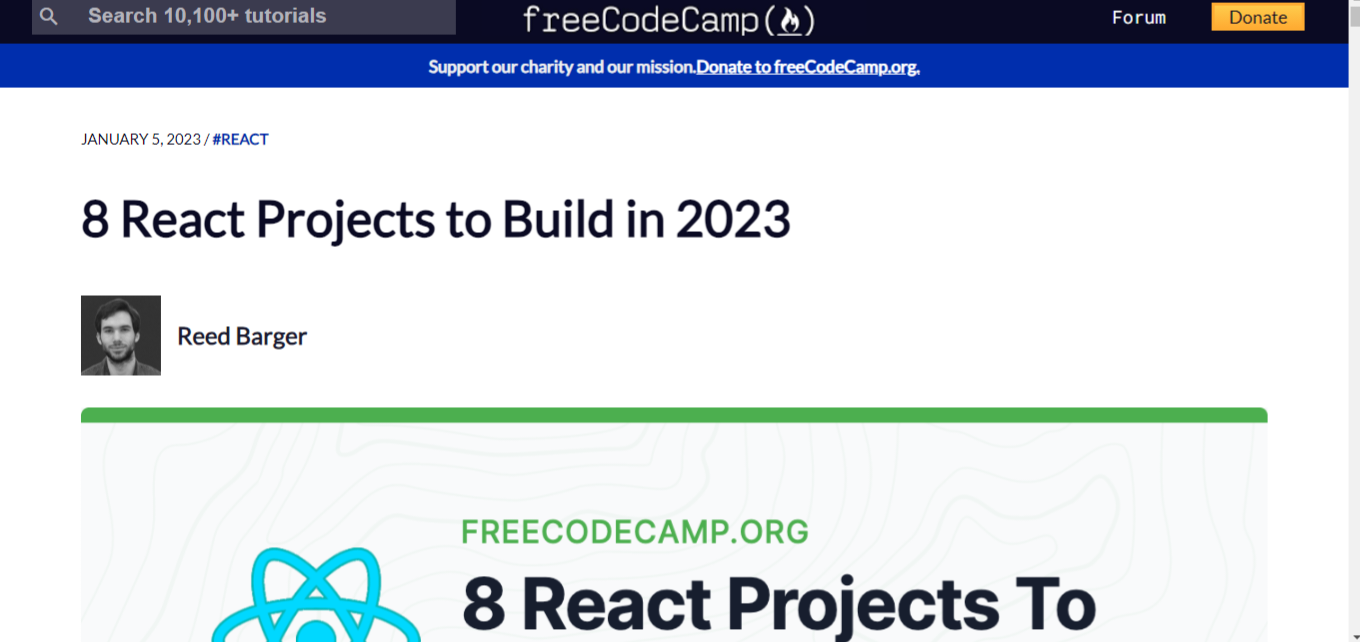 Search 10,100+ tutorials
freeCodeCamp(🔥)
Forum
Donate
Support our charity and our mission.Donate to freeCodeCamp.org.
JANUARY 5, 2023 / #REACT
8 React Projects to Build in 2023
Reed Barger
FREECODECAMP.ORG
8 React Projects To